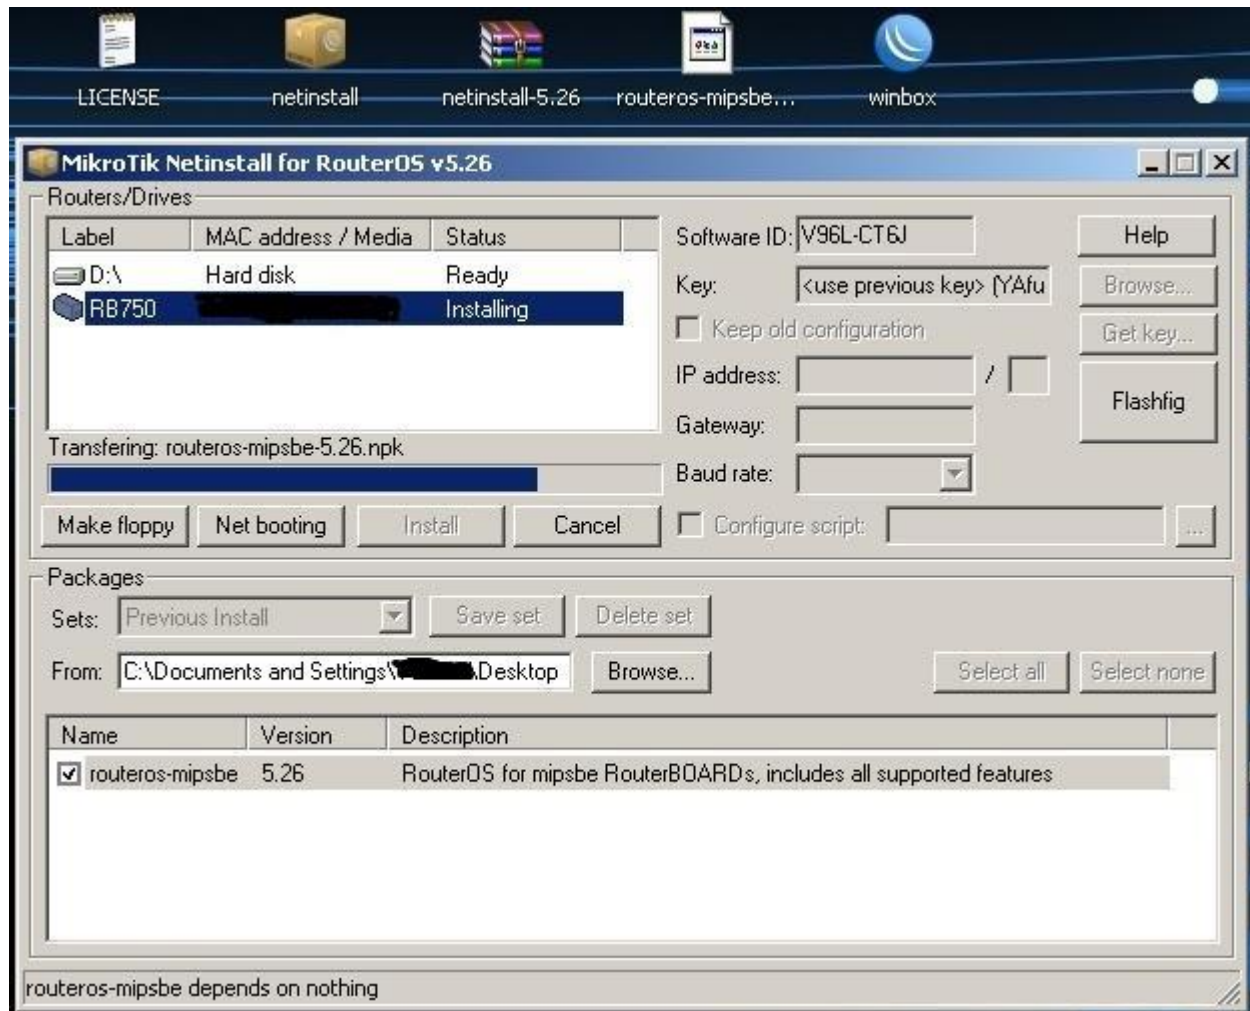 LICENSE netinstall netinstall-5.26 routeros-mipsbe... winbox
MikroTik Netinstall for RouterOS v5.26
Routers/Drives
Label MAC address / Media Status
D:\ Hard disk Ready
RB750 Installing
Transfering: routeros-mipsbe-5.26.npk
Make floppy Net booting Install Cancel
Software ID: V96L-CT6J
Key: <use previous key> (YAfu
Keep old configuration
IP address: /
Gateway:
Baud rate:
Configure script: ...
Help
Browse...
Get key...
Flashfig
Packages
Sets: Previous Install Save set Delete set
From: C:\Documents and Settings\ \Desktop Browse... Select all Select none
Name Version Description
routeros-mipsbe 5.26 RouterOS for mipsbe RouterBOARDs, includes all supported features
routeros-mipsbe depends on nothing